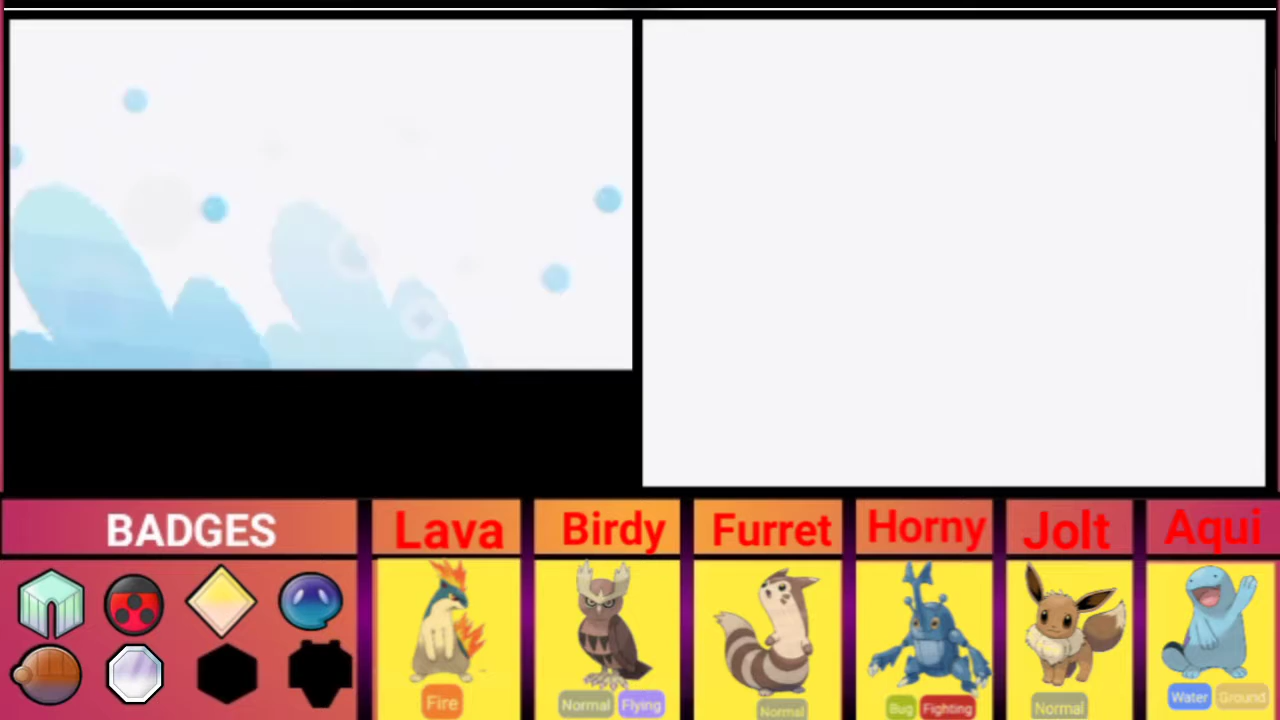 BADGES
Lava
Birdy
Furret
Horny
Jolt
Aqui
Fire
Normal Flying
Normal
Bug Fighting
Normal
Water Ground